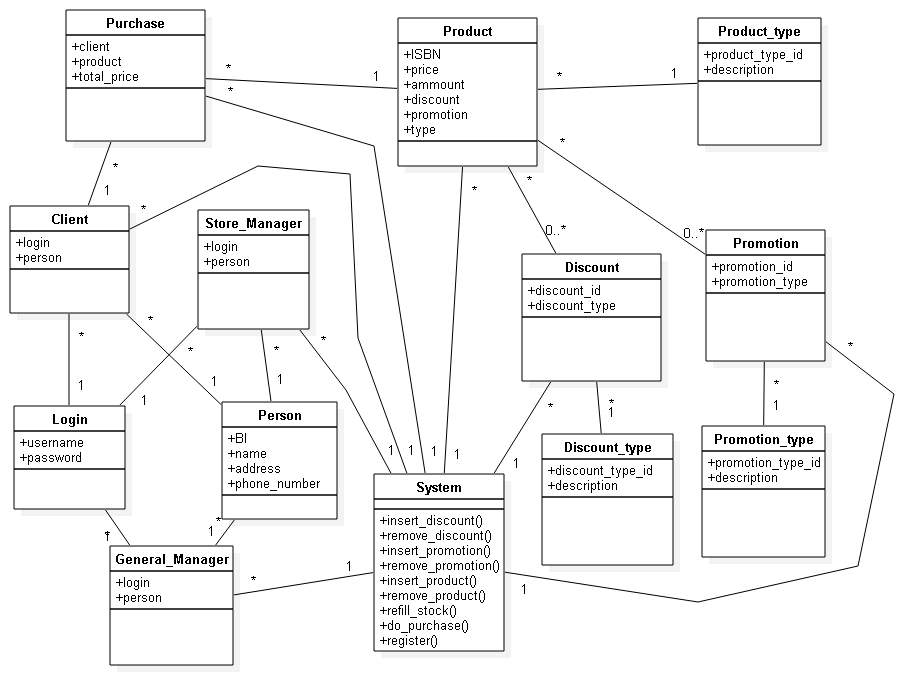 Purchase
+client
+product
+total_price
Product
+ISBN
+price
+ammount
+discount
+promotion
+type
Product_type
+product_type_id
+description
*
1
*
*
1
*
1
Client
+login
+person
*
Store_Manager
+login
+person
*
*
*
0..*
0..*
Discount
+discount_id
+discount_type
Promotion
+promotion_id
+promotion_type
*
1
*
1
*
1
*
1
*
1
*
1
*
1
*
1
*
Login
+username
+password
Person
+BI
+name
+address
+phone_number
Discount_type
+discount_type_id
+description
Promotion_type
+promotion_type_id
+description
1
1
1
1
System
+insert_discount()
+remove_discount()
+insert_promotion()
+remove_promotion()
+insert_product()
+remove_product()
+refill_stock()
+do_purchase()
+register()
*
1
*
1
General_Manager
+login
+person
*
1
1